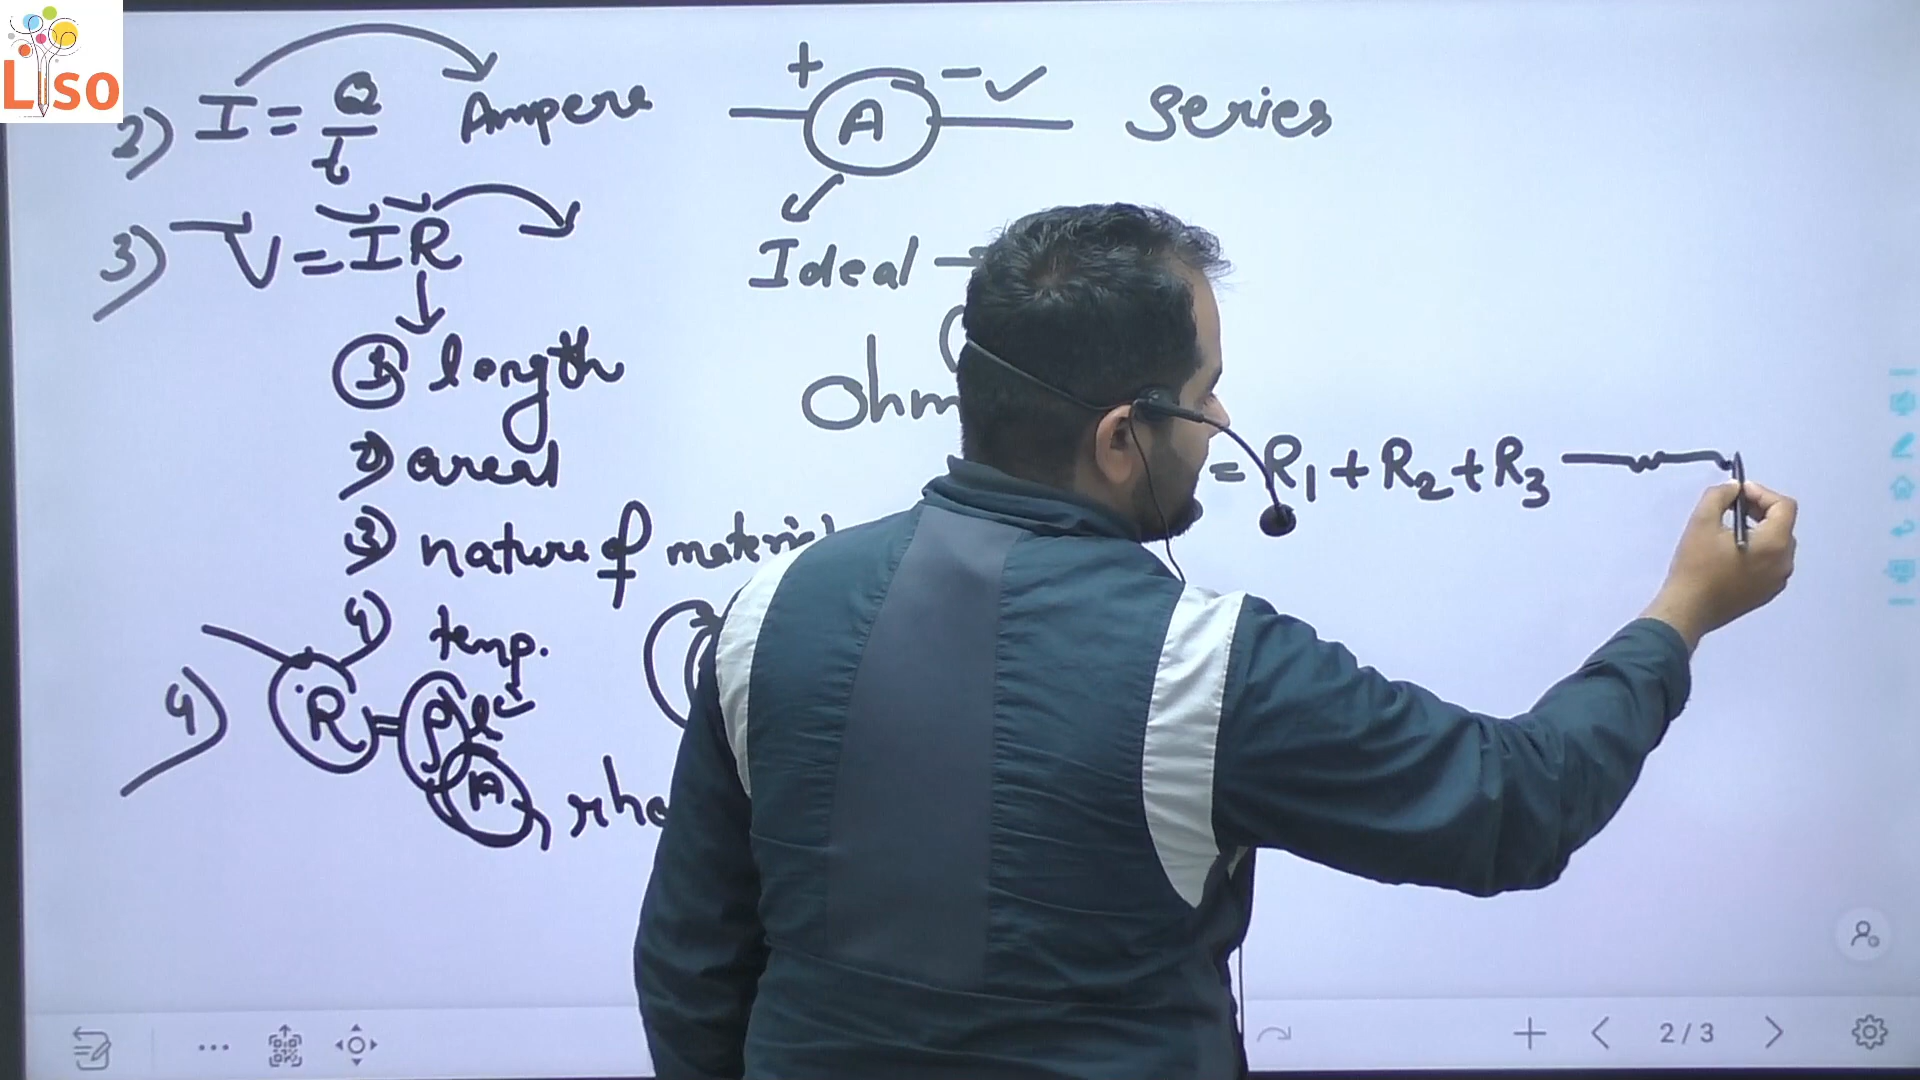 Liso
2) I = Q/t Ampere + A - ✓ Series
3) V = IR
Ideal →
1) length
Ohm
2) area
= R₁ + R₂ + R₃
3) nature of
4) temp.
4) R = ρl/A
2/3